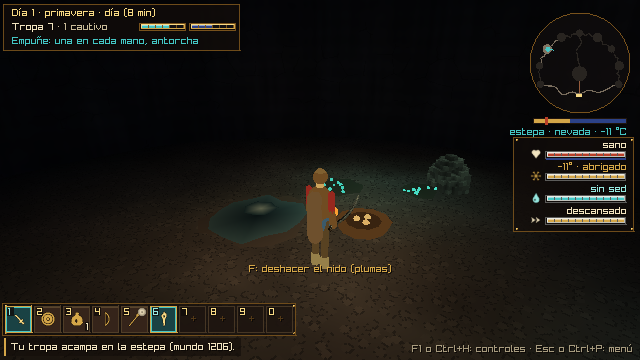 Día 1 · primavera · día (8 min)
Tropa 7 · 1 cautivo
Empuñe: una en cada mano, antorcha
estepa · nevada · -11 °C
sano
-11° · abrigado
sin sed
descansado
F: deshacer el nido (plumas)
1 2 3 1 4 5 6 7 8 9 0
Tu tropa acampa en la estepa (mundo 1206).
F1 o Ctrl+H: controles · Esc o Ctrl+P: menú